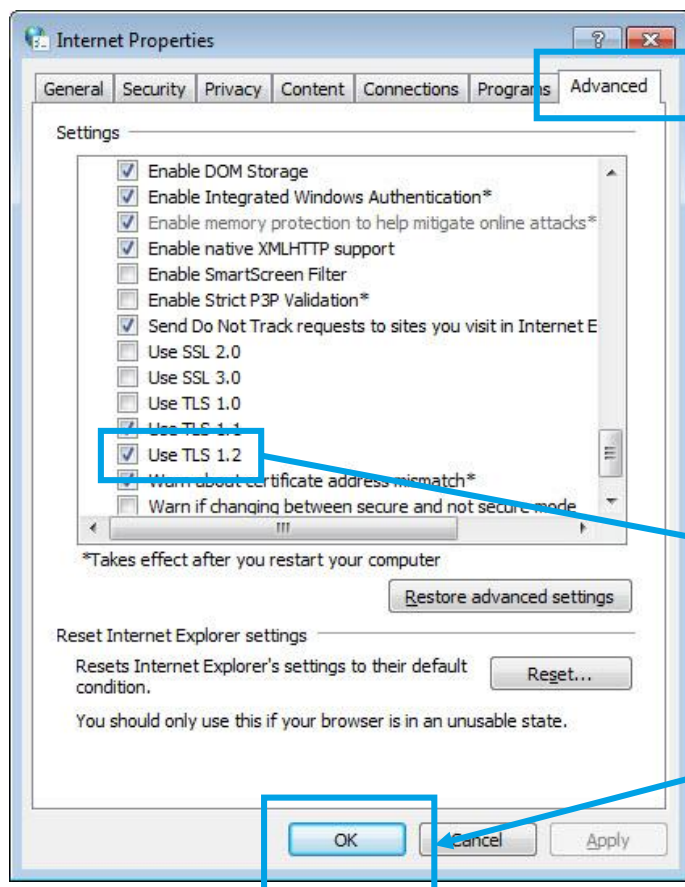 Internet Properties
General Security Privacy Content Connections Programs Advanced
Settings
Enable DOM Storage
Enable Integrated Windows Authentication*
Enable memory protection to help mitigate online attacks*
Enable native XMLHTTP support
Enable SmartScreen Filter
Enable Strict P3P Validation*
Send Do Not Track requests to sites you visit in Internet E
Use SSL 2.0
Use SSL 3.0
Use TLS 1.0
Use TLS 1.1
Use TLS 1.2
Warn about certificate address mismatch*
Warn if changing between secure and not secure mode
*Takes effect after you restart your computer
Restore advanced settings
Reset Internet Explorer settings
Resets Internet Explorer's settings to their default
condition.
Reset...
You should only use this if your browser is in an unusable state.
OK Cancel Apply